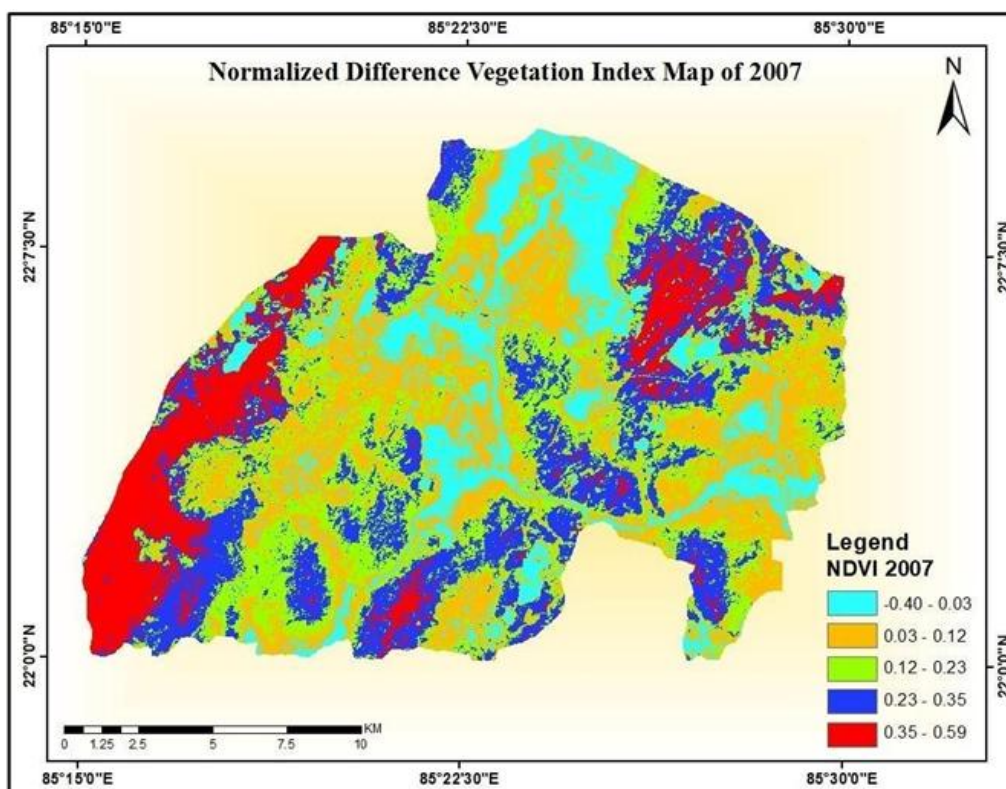 85°15'0"E 85°22'30"E 85°30'0"E
Normalized Difference Vegetation Index Map of 2007
N
22°7'30"N 22°7'30"N
22°0'0"N 22°0'0"N
Legend
NDVI 2007
-0.40 - 0.03
0.03 - 0.12
0.12 - 0.23
0.23 - 0.35
0.35 - 0.59
KM
0 1.25 2.5 5 7.5 10
85°15'0"E 85°22'30"E 85°30'0"E